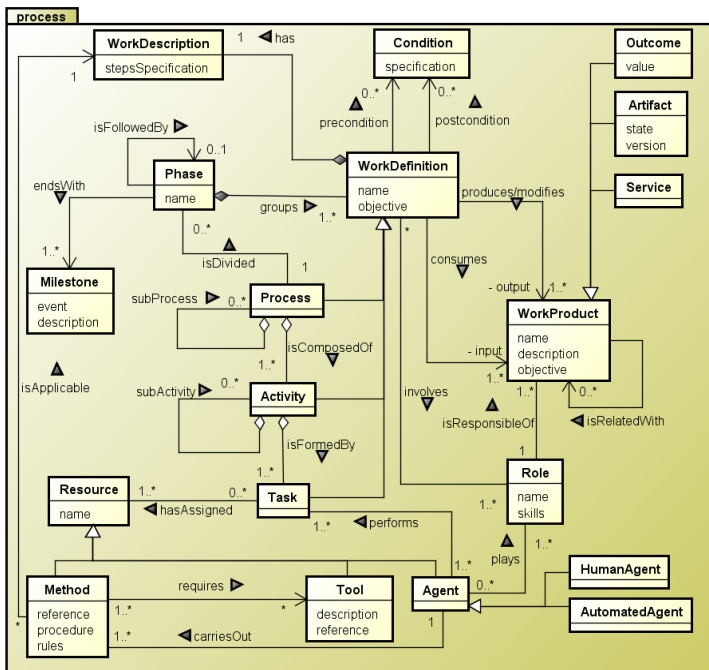 process
WorkDescription
stepsSpecification
1
has
Condition
specification
Outcome
value
1
0..*
0..*
precondition
postcondition
Artifact
state
version
isFollowedBy
0..1
Phase
name
WorkDefinition
name
objective
Service
endsWith
groups
1..*
produces/modifies
*
0..*
isDivided
1
consumes
1..*
Milestone
event
description
subProcess
0..*
Process
- output
1..*
WorkProduct
name
description
objective
isComposedOf
1..*
- input
1..*
1..*
0..*
isApplicable
subActivity
0..*
Activity
involves
isResponsibleOf
isRelatedWith
isFormedBy
1..*
1
Resource
name
1..*
0..*
hasAssigned
Task
1..*
performs
1..*
Role
name
skills
plays
1..*
1..*
0..*
HumanAgent
Method
reference
procedure
rules
requires
1..*
*
Tool
description
reference
Agent
AutomatedAgent
*
1..*
carriesOut
1